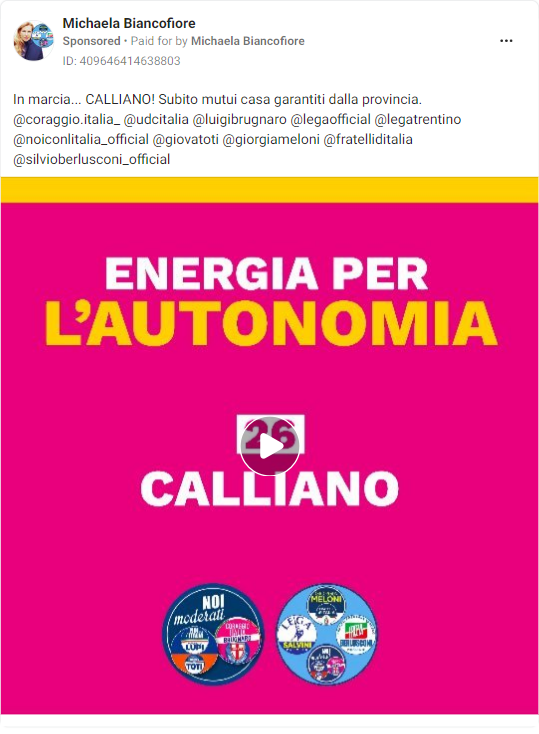 Michaela Biancofiore
Sponsored • Paid for by Michaela Biancofiore
ID: 409646414638803
In marcia... CALLIANO! Subito mutui casa garantiti dalla provincia.
@coraggio.italia_ @udcitalia @luigibrugnaro @legaofficial @legatrentino
@noiconlitalia_official @giovatoti @giorgiameloni @fratelliditalia
@silvioberlusconi_official
ENERGIA PER
L'AUTONOMIA
26
CALLIANO
NOI
moderati
LUPI
TOTI
BRUGNARO
MELONI
LEGA
SALVINI
BERLUSCONI